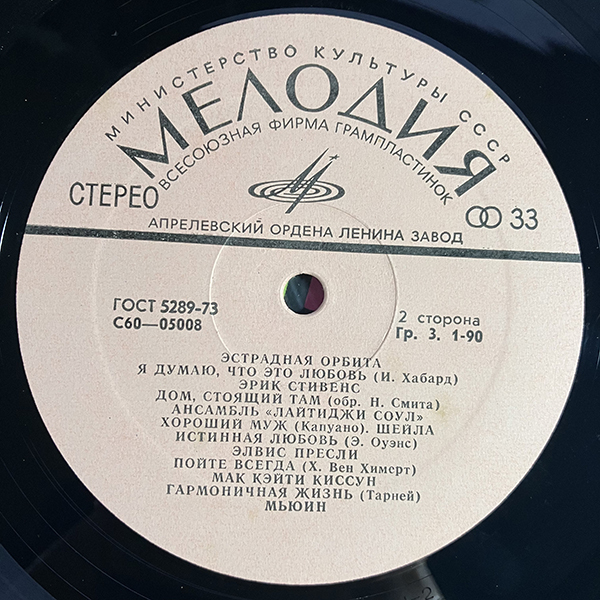 МИНИСТЕРСТВО КУЛЬТУРЫ СССР
МЕЛОДИЯ
ВСЕСОЮЗНАЯ ФИРМА ГРАМПЛАСТИНОК
СТЕРЕО
33
АПРЕЛЕВСКИЙ ОРДЕНА ЛЕНИНА ЗАВОД
ГОСТ 5289-73
С60—05008
2 сторона
Гр. 3. 1-90
ЭСТРАДНАЯ ОРБИТА
Я ДУМАЮ, ЧТО ЭТО ЛЮБОВЬ (И. Хабард)
ЭРИК СТИВЕНС
ДОМ, СТОЯЩИЙ ТАМ (обр. Н. Смита)
АНСАМБЛЬ «ЛАЙТИДЖИ СОУЛ»
ХОРОШИЙ МУЖ (Капуано). ШЕЙЛА
ИСТИННАЯ ЛЮБОВЬ (Э. Оуэнс)
ЭЛВИС ПРЕСЛИ
ПОЙТЕ ВСЕГДА (Х. Вен Химерт)
МАК КЭЙТИ КИССУН
ГАРМОНИЧНАЯ ЖИЗНЬ (Тарней)
МЬЮИН